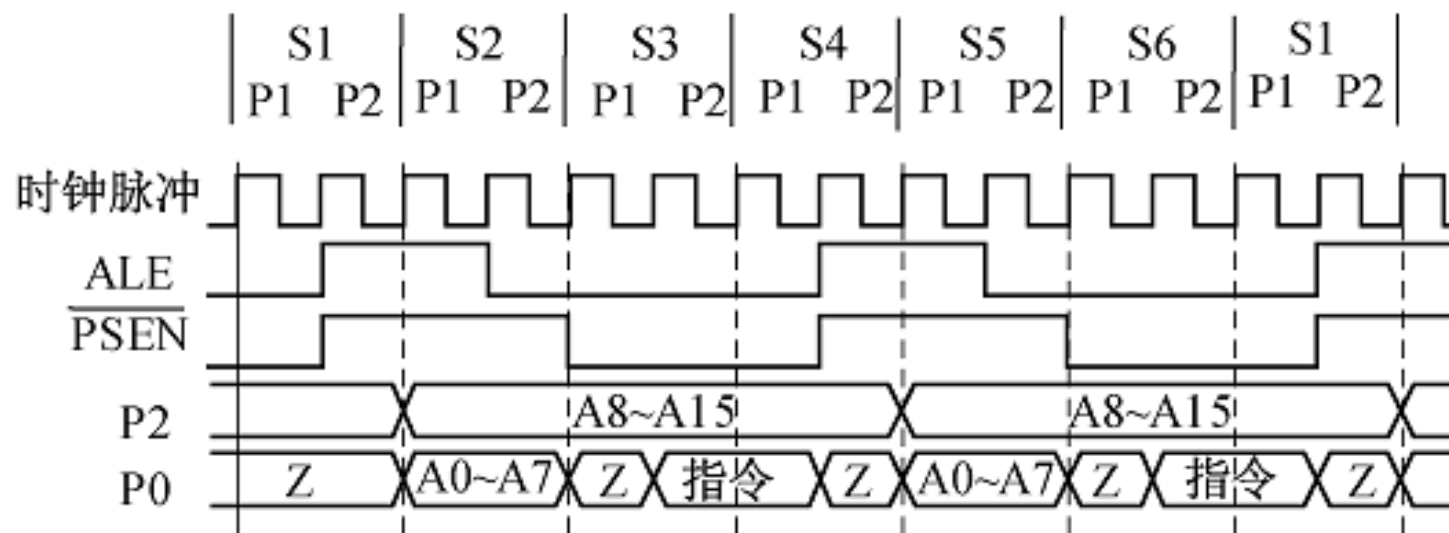 S1 S2 S3 S4 S5 S6 S1
P1 P2 P1 P2 P1 P2 P1 P2 P1 P2 P1 P2 P1 P2
时钟脉冲
ALE
PSEN
P2 A8~A15 A8~A15
P0 Z A0~A7 Z 指令 Z A0~A7 Z 指令 Z